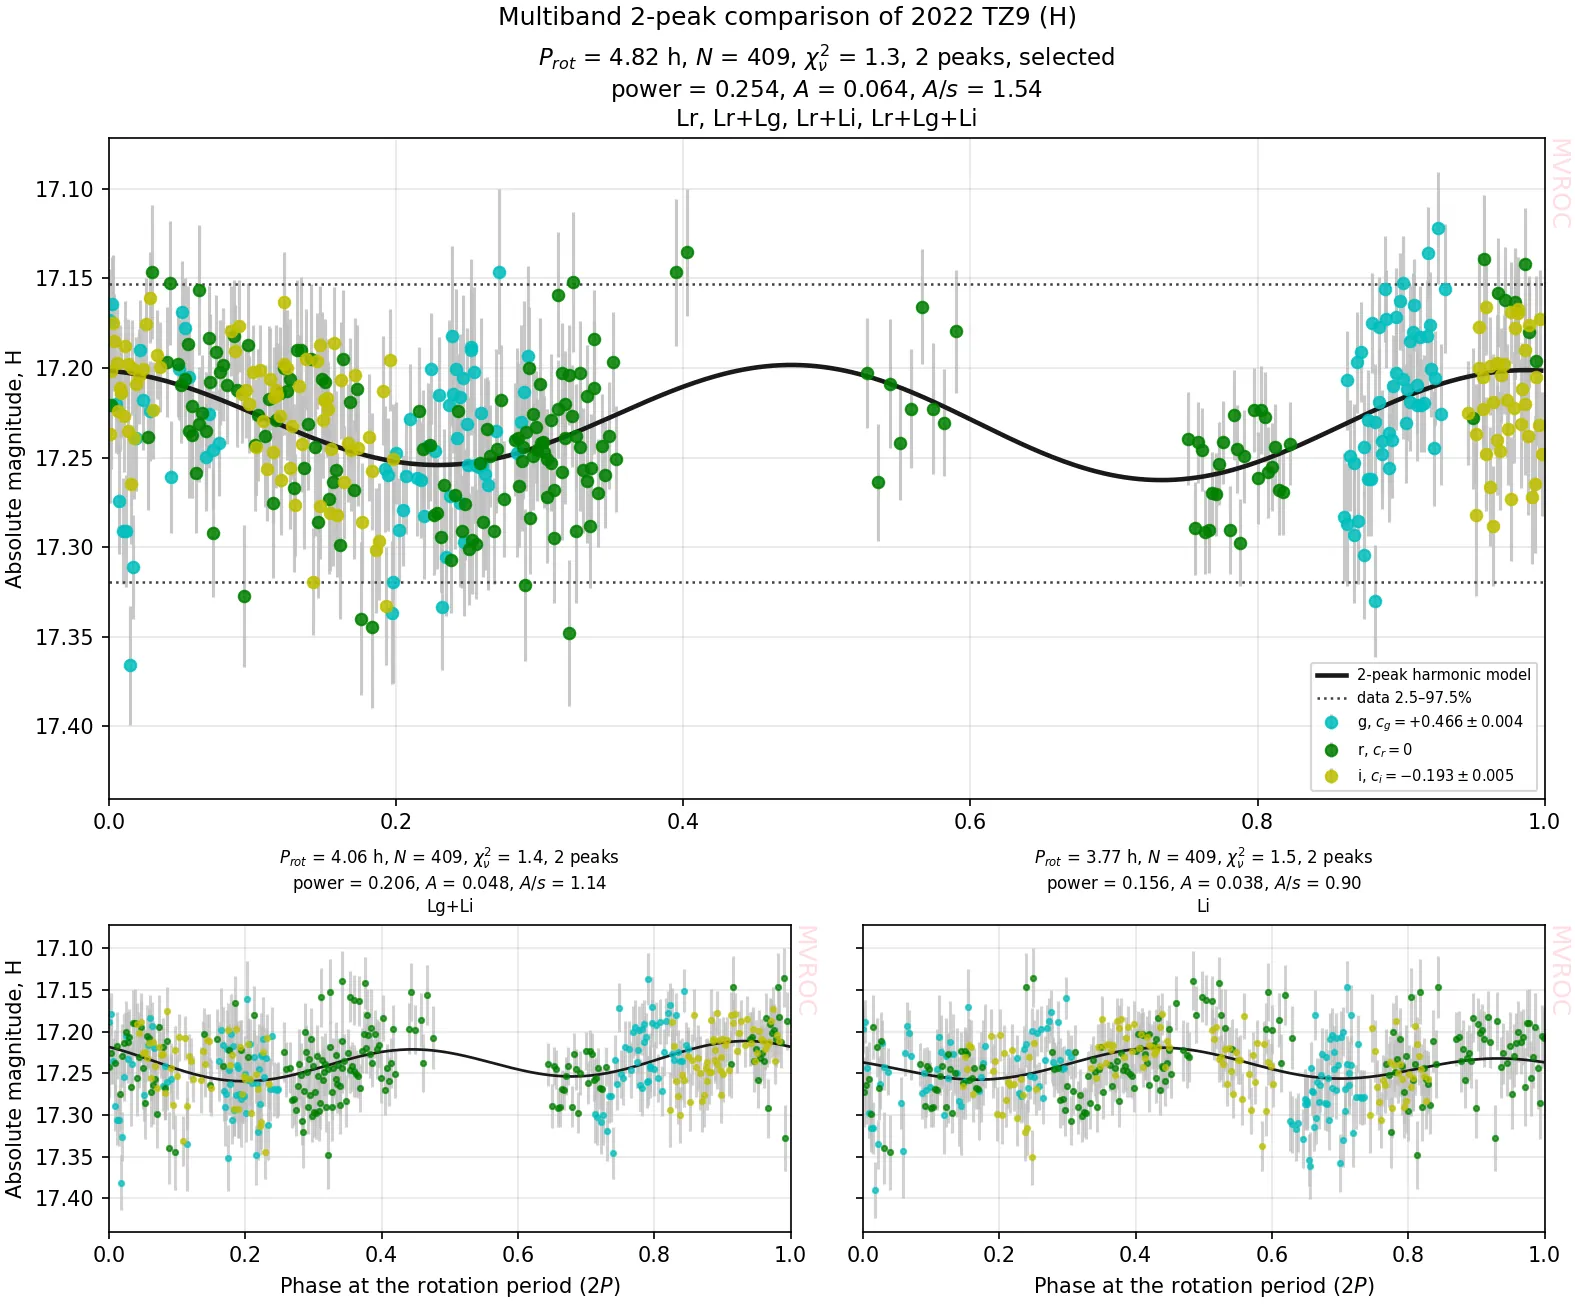 Multiband 2-peak comparison of 2022 TZ9 (H)
P_rot = 4.82 h, N = 409, χ²_ν = 1.3, 2 peaks, selected
power = 0.254, A = 0.064, A/s = 1.54
Lr, Lr+Lg, Lr+Li, Lr+Lg+Li
MVROC
Absolute magnitude, H
17.10
17.15
17.20
17.25
17.30
17.35
17.40
2-peak harmonic model
data 2.5–97.5%
g, c_g = +0.466 ± 0.004
r, c_r = 0
i, c_i = −0.193 ± 0.005
0.0 0.2 0.4 0.6 0.8 1.0
P_rot = 4.06 h, N = 409, χ²_ν = 1.4, 2 peaks
power = 0.206, A = 0.048, A/s = 1.14
Lg+Li
MVROC
Absolute magnitude, H
17.10
17.15
17.20
17.25
17.30
17.35
17.40
0.0 0.2 0.4 0.6 0.8 1.0
Phase at the rotation period (2P)
P_rot = 3.77 h, N = 409, χ²_ν = 1.5, 2 peaks
power = 0.156, A = 0.038, A/s = 0.90
Li
MVROC
0.0 0.2 0.4 0.6 0.8 1.0
Phase at the rotation period (2P)